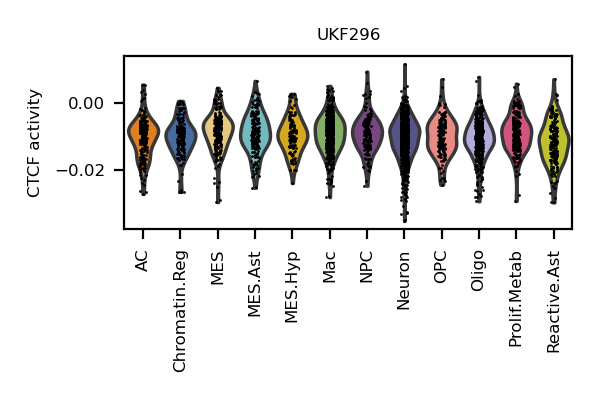 UKF296
CTCF activity
0.00
−0.02
AC
Chromatin.Reg
MES
MES.Ast
MES.Hyp
Mac
NPC
Neuron
OPC
Oligo
Prolif.Metab
Reactive.Ast